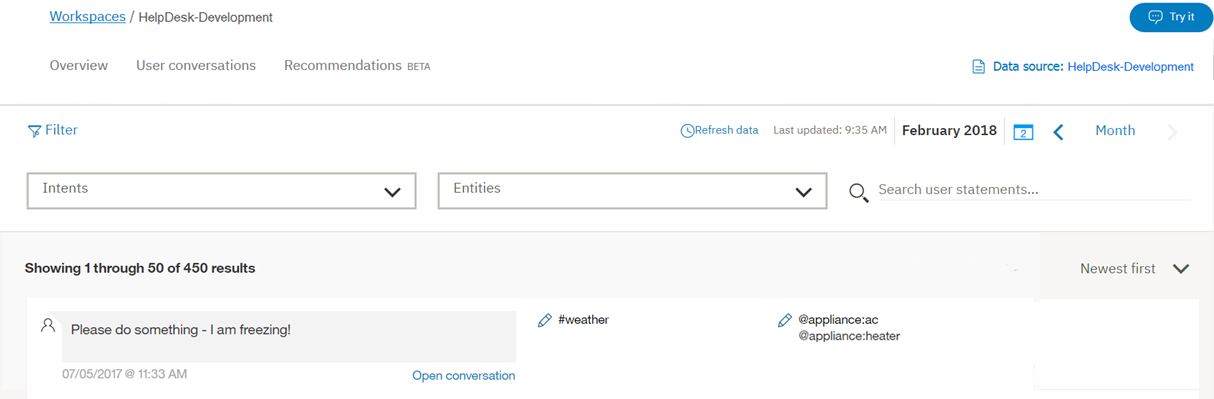 Workspaces / HelpDesk-Development
Try it
Overview User conversations Recommendations BETA
Data source: HelpDesk-Development
Filter
Refresh data Last updated: 9:35 AM February 2018 2 Month
Intents
Entities
Search user statements...
Showing 1 through 50 of 450 results
Newest first
Please do something - I am freezing!
#weather
@appliance:ac
@appliance:heater
07/05/2017 @ 11:33 AM
Open conversation